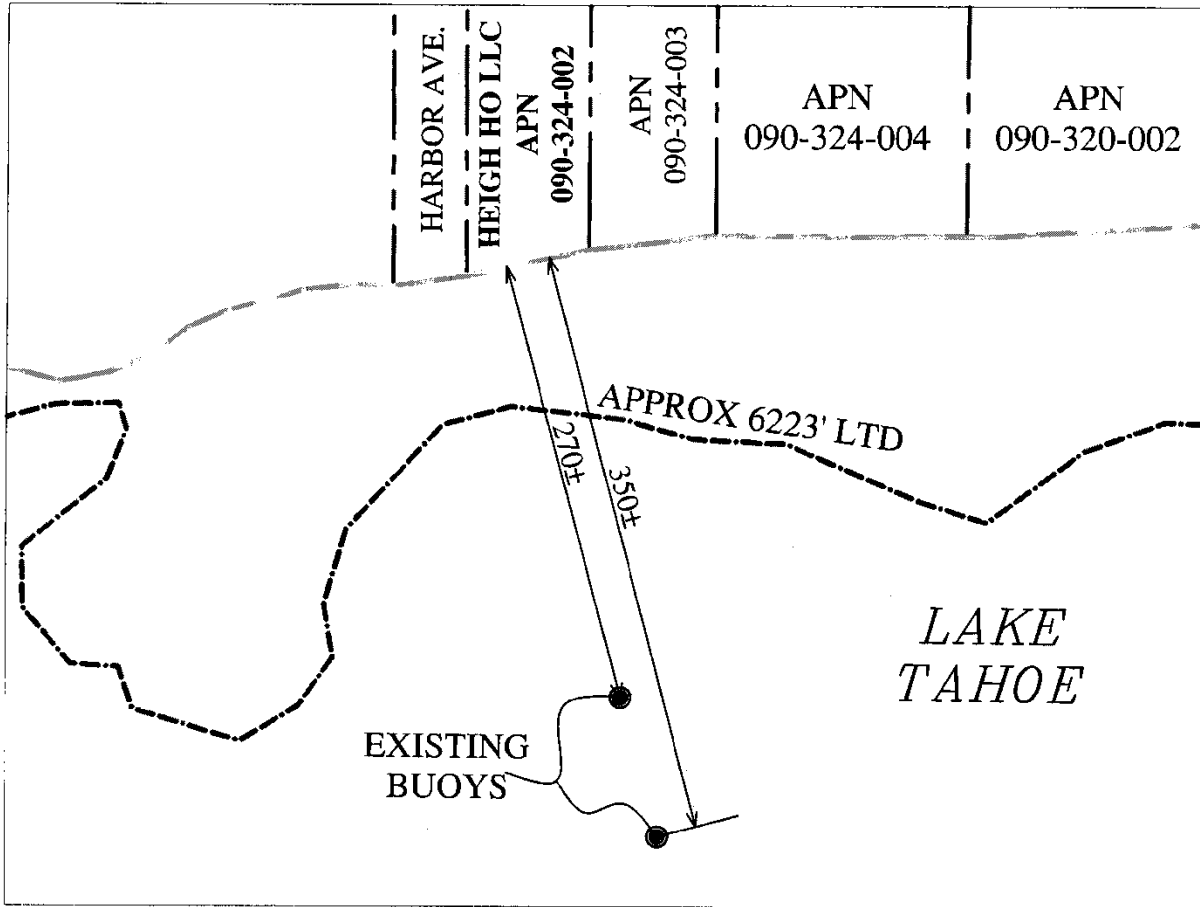 HARBOR AVE.
HEIGH HO LLC
APN
090-324-002
APN
090-324-003
APN
090-324-004
APN
090-320-002
APPROX 6223' LTD
270±
350±
LAKE
TAHOE
EXISTING
BUOYS